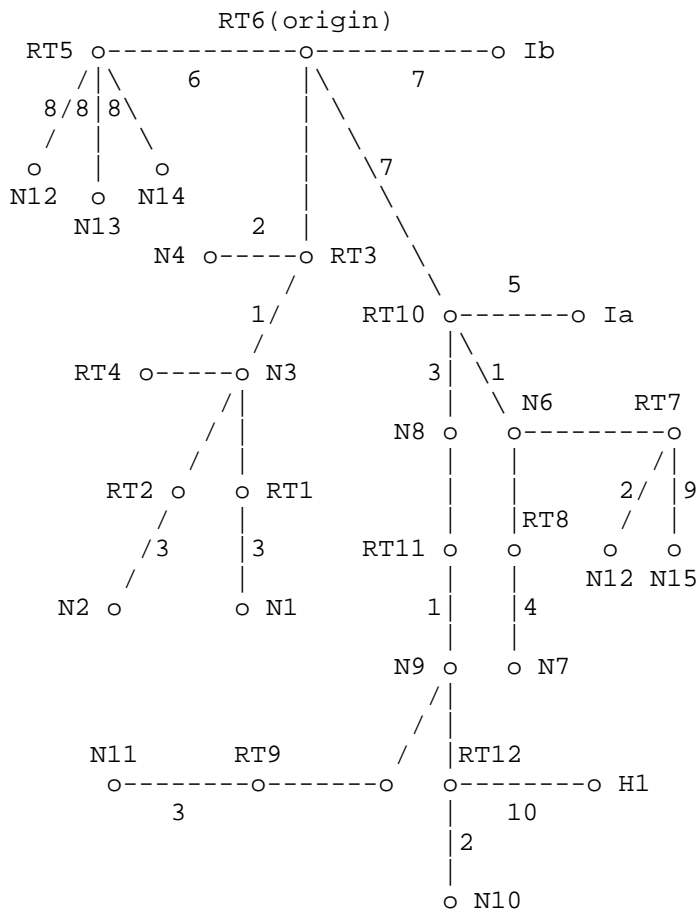 RT6(origin)
RT5 o------------o-----------o Ib
6 7
8/8|8\
7
o o
N12 o N14
N13 2
N4 o-----o RT3
5
1/ RT10 o-------o Ia
RT4 o-----o N3 3| \1
N6 RT7
N8 o o---------o
RT2 o o RT1 2/ |9
RT8
/3 |3 RT11 o o o o
N12 N15
N2 o o N1 1| |4
N9 o o N7
N11 RT9 RT12
o--------o-------o o--------o H1
3 10
|2
o N10